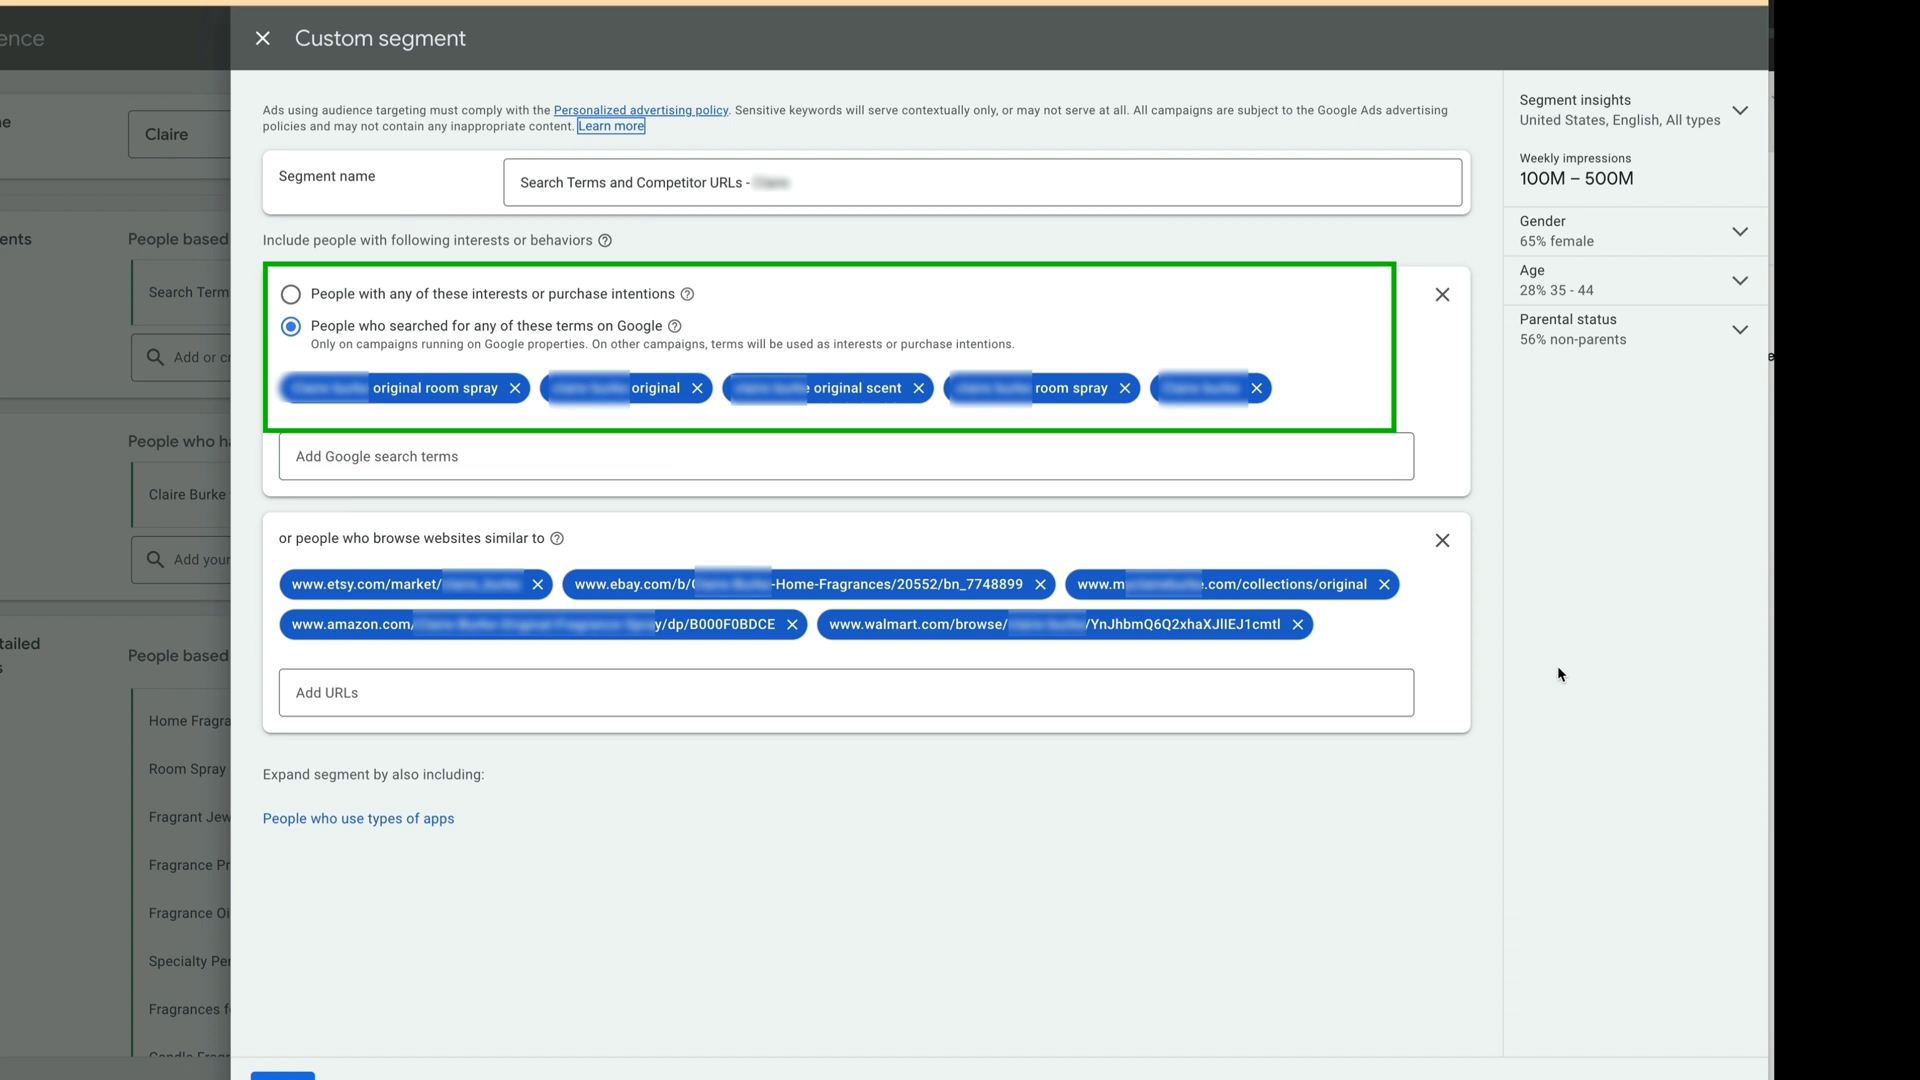 ence
Custom segment
Ads using audience targeting must comply with the Personalized advertising policy. Sensitive keywords will serve contextually only, or may not serve at all. All campaigns are subject to the Google Ads advertising
policies and may not contain any inappropriate content. Learn more
Segment insights
United States, English, All types
Claire
Segment name
Search Terms and Competitor URLs -
Weekly impressions
100M – 500M
Gender
65% female
Age
28% 35 - 44
Parental status
56% non-parents
ents
People based
Search Term
Add or cr
Include people with following interests or behaviors
People with any of these interests or purchase intentions
People who searched for any of these terms on Google
Only on campaigns running on Google properties. On other campaigns, terms will be used as interests or purchase intentions.
original room spray
original
original scent
room spray
Add Google search terms
People who ha
Claire Burke
Add your
or people who browse websites similar to
www.etsy.com/market/
www.ebay.com/b/ -Home-Fragrances/20552/bn_7748899
www.m .com/collections/original
www.amazon.com/ y/dp/B000F0BDCE
www.walmart.com/browse/ /YnJhbmQ6Q2xhaXJlIEJ1cmtl
Add URLs
tailed
s
People based
Home Fragra
Room Spray
Fragrant Jew
Fragrance Pr
Fragrance Oi
Specialty Per
Fragrances f
Candle Fragr
Expand segment by also including:
People who use types of apps